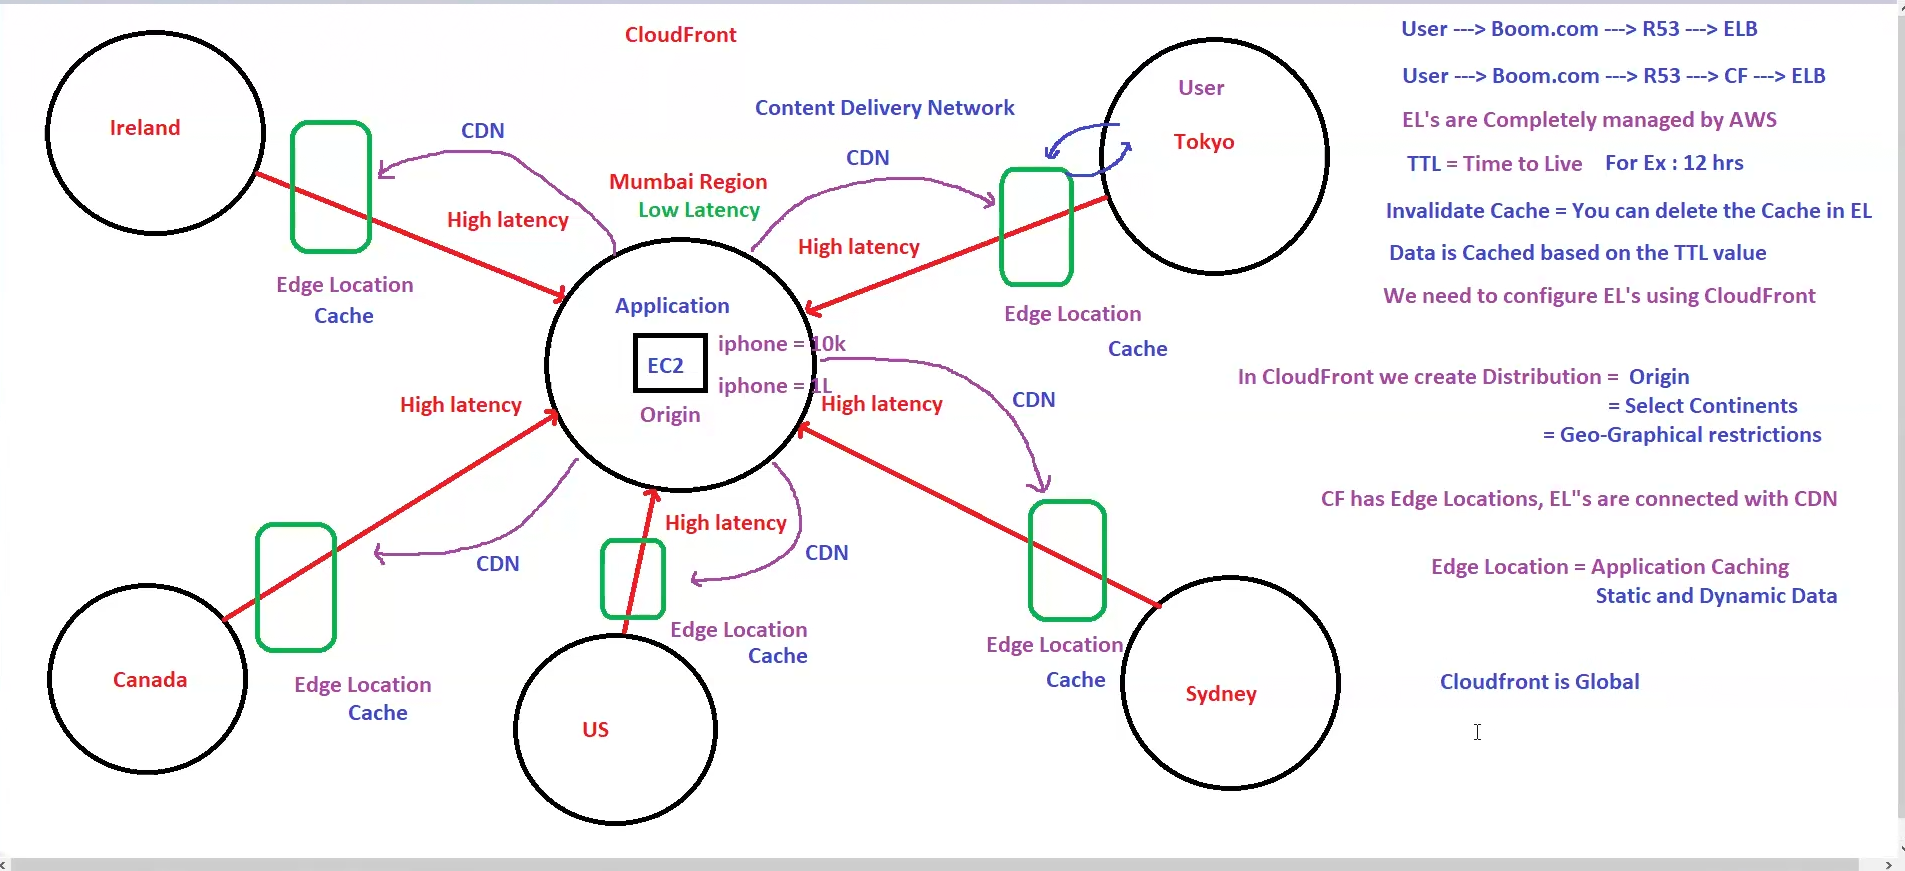 CloudFront
Content Delivery Network
Ireland
CDN
Mumbai Region
Low Latency
High latency
Edge Location
Cache
CDN
High latency
User
Tokyo
Edge Location
Cache
Application
EC2
iphone = 10k
iphone = 1L
Origin
High latency
CDN
High latency
CDN
High latency
CDN
Canada
Edge Location
Cache
Edge Location
Cache
US
Edge Location
Cache
Sydney
User ---> Boom.com ---> R53 ---> ELB
User ---> Boom.com ---> R53 ---> CF ---> ELB
EL's are Completely managed by AWS
TTL = Time to Live For Ex : 12 hrs
Invalidate Cache = You can delete the Cache in EL
Data is Cached based on the TTL value
We need to configure EL's using CloudFront
In CloudFront we create Distribution = Origin
= Select Continents
= Geo-Graphical restrictions
CF has Edge Locations, EL"s are connected with CDN
Edge Location = Application Caching
Static and Dynamic Data
Cloudfront is Global